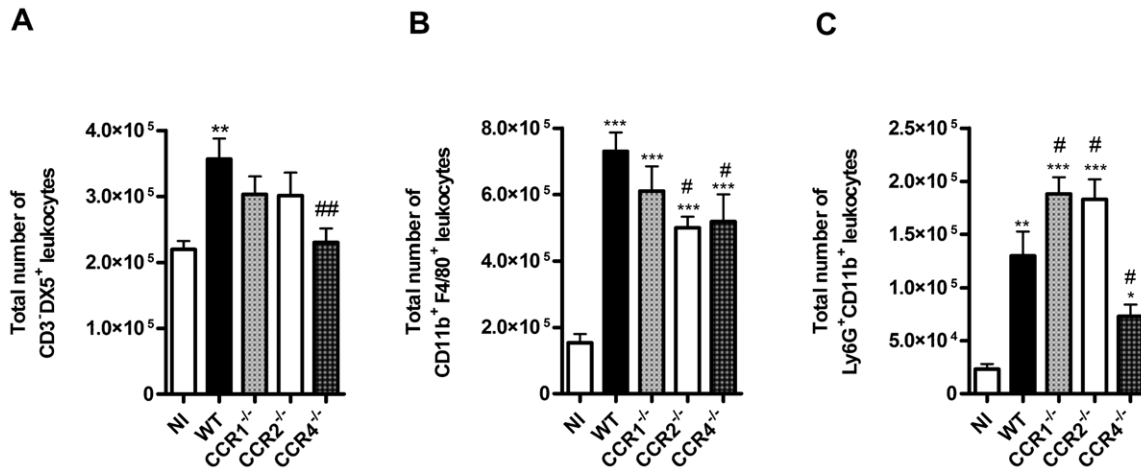 A
B
C
Total number of
CD3⁻DX5⁺ leukocytes
4.0×10⁵
3.0×10⁵
2.0×10⁵
1.0×10⁵
0
**
##
NI
WT
CCR1⁻/⁻
CCR2⁻/⁻
CCR4⁻/⁻
Total number of
CD11b⁺ F4/80⁺ leukocytes
8.0×10⁵
6.0×10⁵
4.0×10⁵
2.0×10⁵
0
***
***
#
***
#
***
NI
WT
CCR1⁻/⁻
CCR2⁻/⁻
CCR4⁻/⁻
Total number of
Ly6G⁺CD11b⁺ leukocytes
2.5×10⁵
2.0×10⁵
1.5×10⁵
1.0×10⁵
5.0×10⁴
0
**
#
***
#
***
#
*
NI
WT
CCR1⁻/⁻
CCR2⁻/⁻
CCR4⁻/⁻